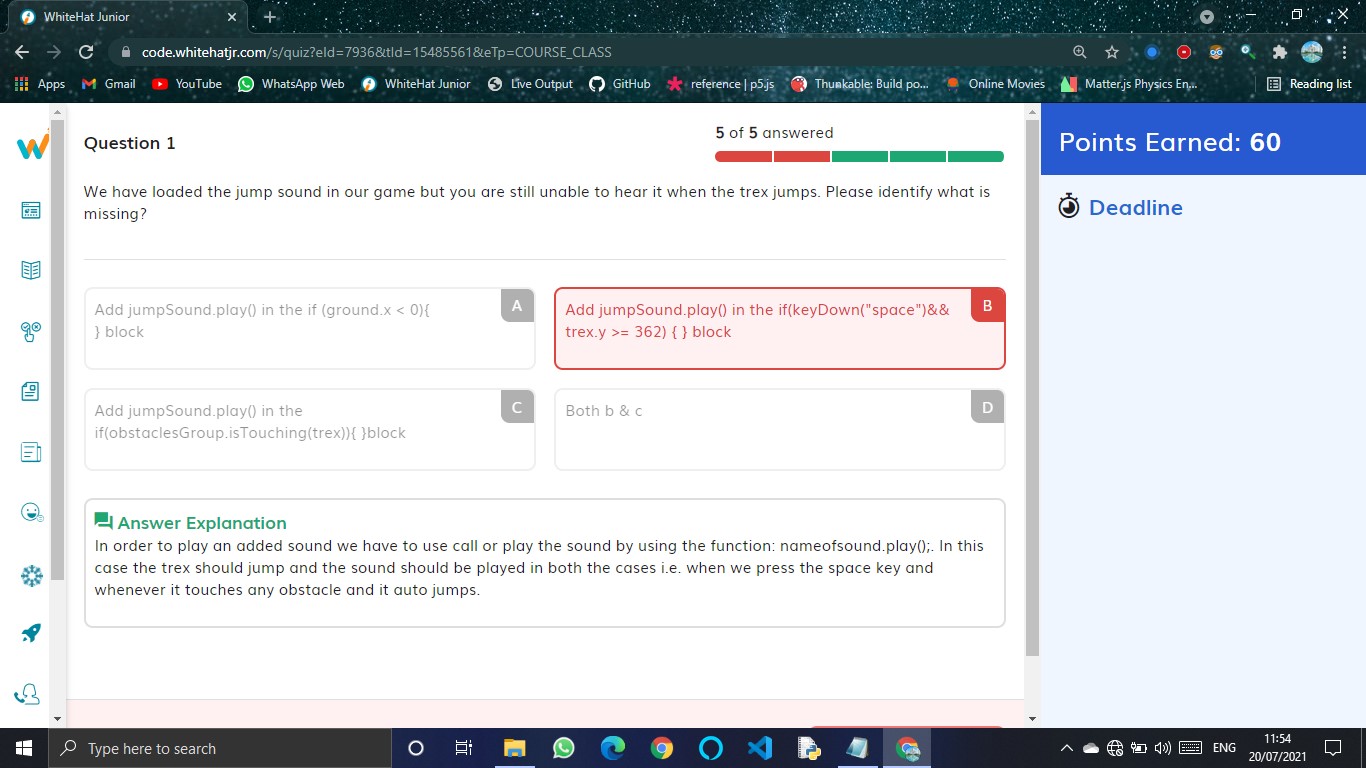 WhiteHat Junior
code.whitehatjr.com/s/quiz?eId=7936&tId=15485561&eTp=COURSE_CLASS
Apps Gmail YouTube WhatsApp Web WhiteHat Junior Live Output GitHub reference | p5.js Thunkable: Build po... Online Movies Matter.js Physics En... Reading list
Question 1
5 of 5 answered
We have loaded the jump sound in our game but you are still unable to hear it when the trex jumps. Please identify what is
missing?
Add jumpSound.play() in the if (ground.x < 0){
} block
A
Add jumpSound.play() in the if(keyDown("space")&&
trex.y >= 362) { } block
B
Add jumpSound.play() in the
if(obstaclesGroup.isTouching(trex)){ }block
C
Both b & c
D
Answer Explanation
In order to play an added sound we have to use call or play the sound by using the function: nameofsound.play();. In this
case the trex should jump and the sound should be played in both the cases i.e. when we press the space key and
whenever it touches any obstacle and it auto jumps.
Points Earned: 60
Deadline
Type here to search
ENG
11:54
20/07/2021